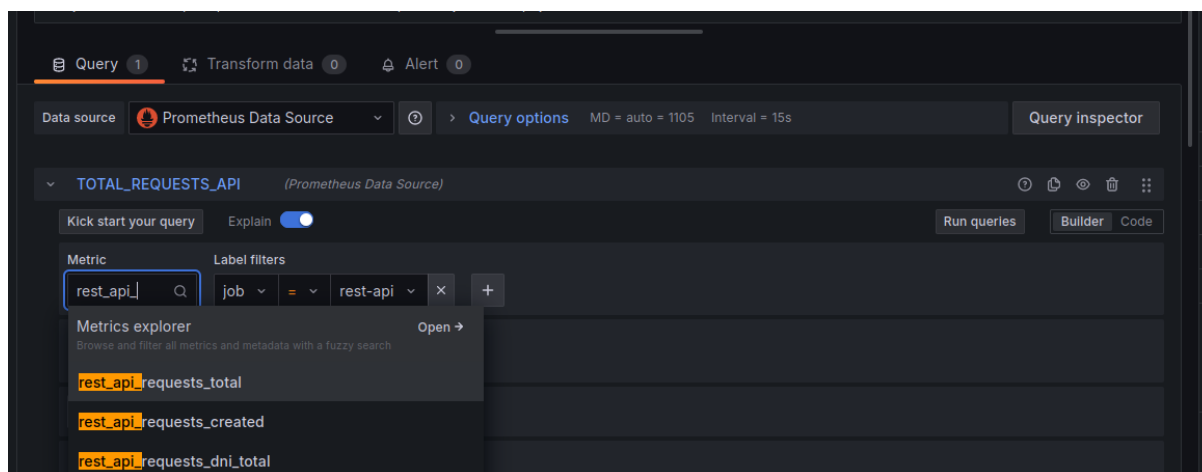 Query 1 Transform data 0 Alert 0
Data source Prometheus Data Source Query options MD = auto = 1105 Interval = 15s Query inspector
TOTAL_REQUESTS_API (Prometheus Data Source)
Kick start your query Explain Run queries Builder Code
Metric Label filters
rest_api_ job = rest-api
Metrics explorer Open
Browse and filter all metrics and metadata with a fuzzy search
rest_api_requests_total
rest_api_requests_created
rest_api_requests_dni_total